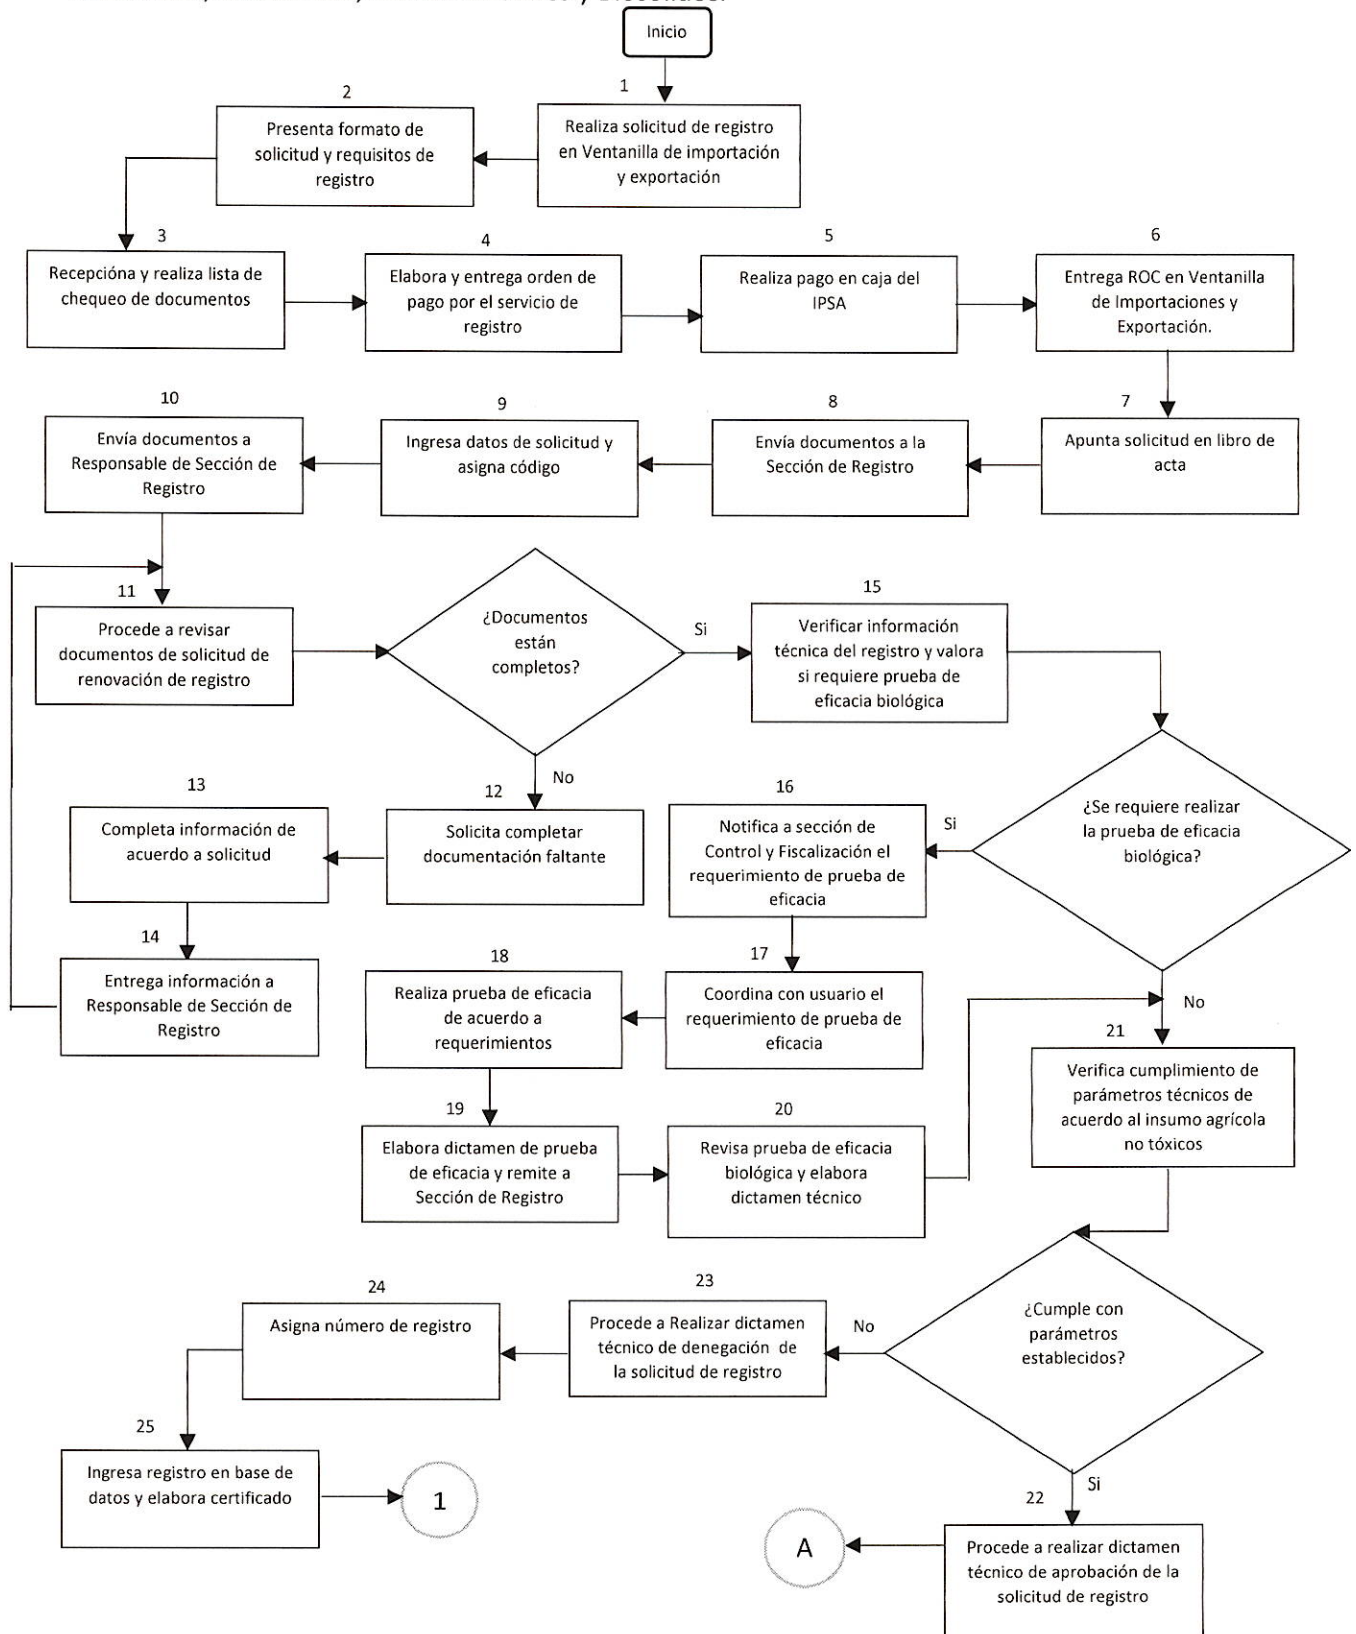 y Bioseñales.
Inicio
1
Realiza solicitud de registro
en Ventanilla de importación
y exportación
2
Presenta formato de
solicitud y requisitos de
registro
3
Recepcióna y realiza lista de
chequeo de documentos
4
Elabora y entrega orden de
pago por el servicio de
registro
5
Realiza pago en caja del
IPSA
6
Entrega ROC en Ventanilla
de Importaciones y
Exportación.
7
Apunta solicitud en libro de
acta
8
Envía documentos a la
Sección de Registro
9
Ingresa datos de solicitud y
asigna código
10
Envía documentos a
Responsable de Sección de
Registro
11
Procede a revisar
documentos de solicitud de
renovación de registro
¿Documentos
están
completos?
Si
No
15
Verificar información
técnica del registro y valora
si requiere prueba de
eficacia biológica
12
Solicita completar
documentación faltante
13
Completa información de
acuerdo a solicitud
14
Entrega información a
Responsable de Sección de
Registro
¿Se requiere realizar
la prueba de eficacia
biológica?
Si
No
16
Notifica a sección de
Control y Fiscalización el
requerimiento de prueba de
eficacia
17
Coordina con usuario el
requerimiento de prueba de
eficacia
18
Realiza prueba de eficacia
de acuerdo a
requerimientos
19
Elabora dictamen de prueba
de eficacia y remite a
Sección de Registro
20
Revisa prueba de eficacia
biológica y elabora
dictamen técnico
21
Verifica cumplimiento de
parámetros técnicos de
acuerdo al insumo agrícola
no tóxicos
¿Cumple con
parámetros
establecidos?
No
Si
23
Procede a Realizar dictamen
técnico de denegación de
la solicitud de registro
24
Asigna número de registro
25
Ingresa registro en base de
datos y elabora certificado
1
22
Procede a realizar dictamen
técnico de aprobación de la
solicitud de registro
A